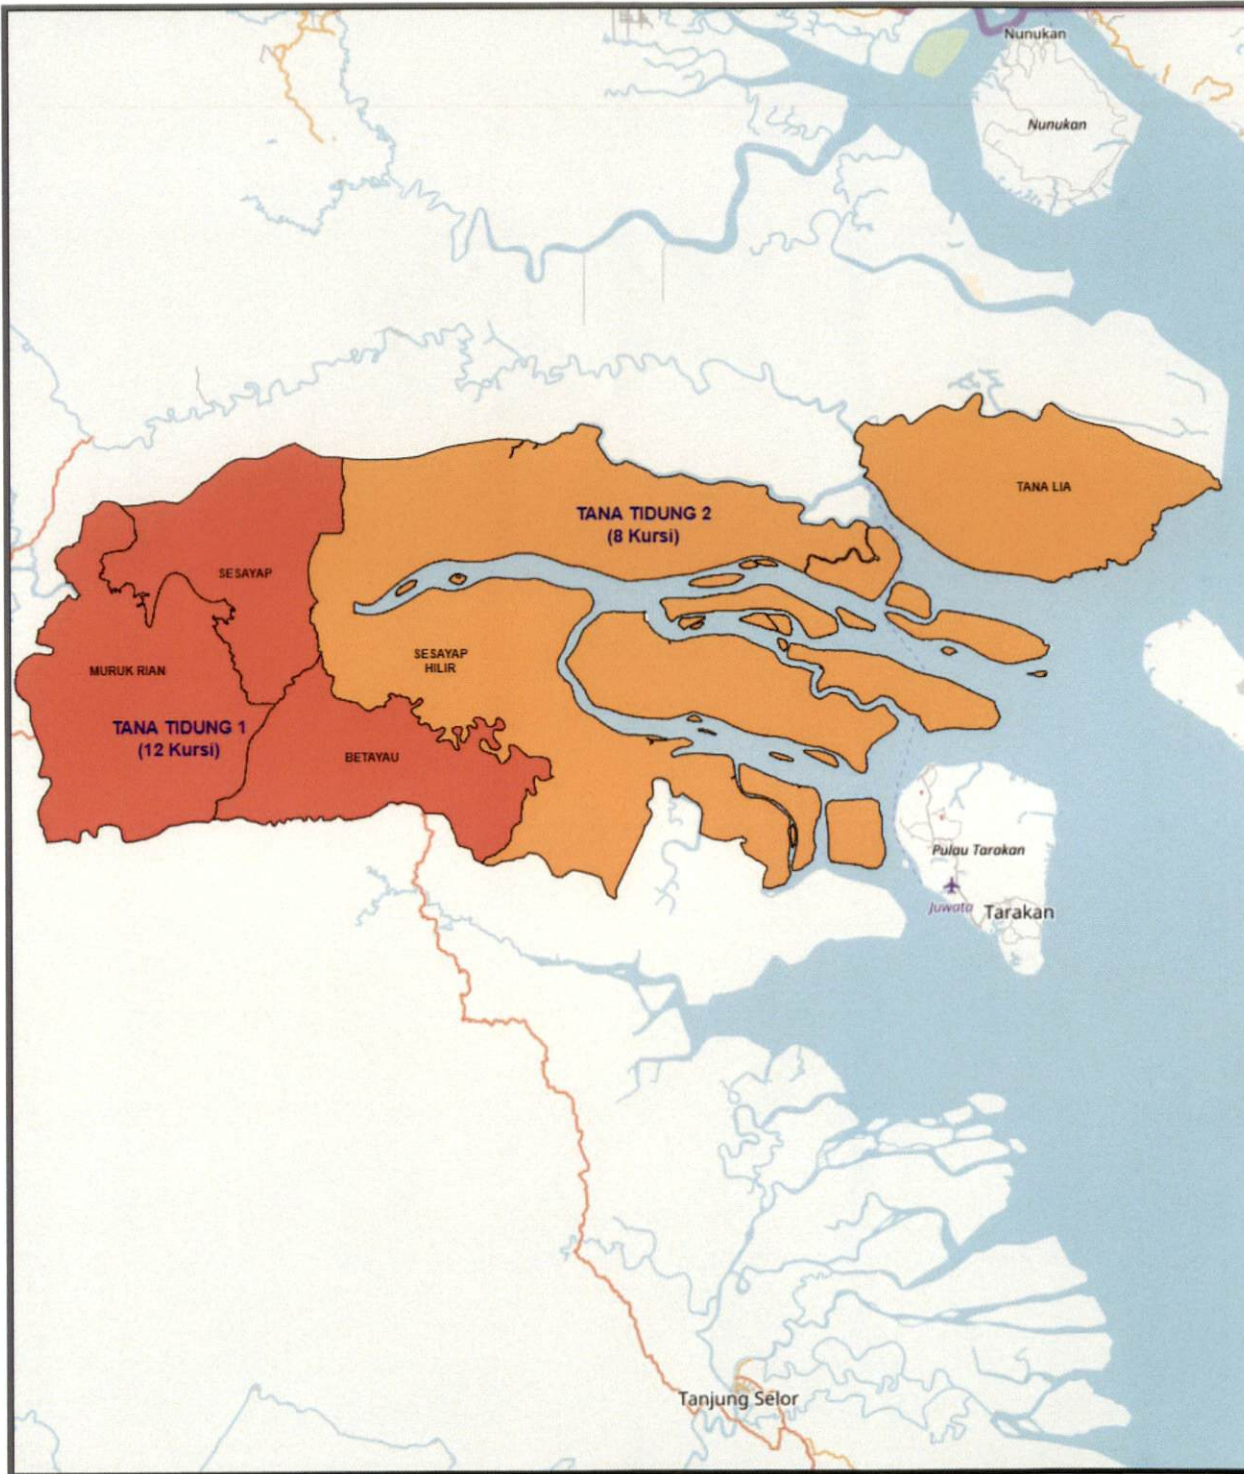 Nunukan
Nunukan
TANA LIA
TANA TIDUNG 2
(8 Kursi)
SESAYAP
SESAYAP
HILIR
MURUK RIAN
TANA TIDUNG 1
(12 Kursi)
BETAYAU
Pulau Tarakan
Juwata
Tarakan
Tanjung Selor